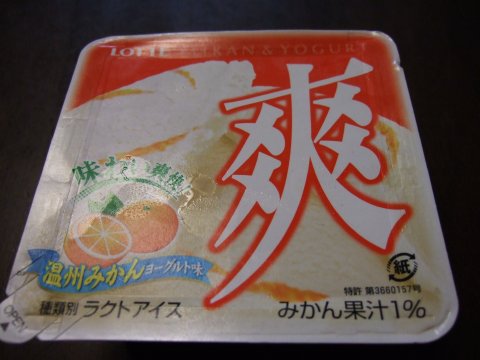 LOTTE MIKAN & YOGURT
爽
温州みかん ヨーグルト味
紙
特許 第3660157号
種類別 ラクトアイス
みかん果汁1%
OPEN